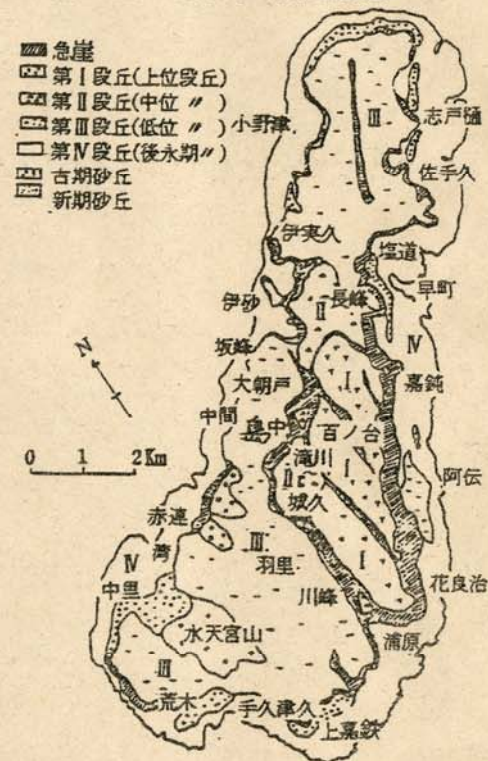 急崖
第Ⅰ段丘(上位段丘)
第Ⅱ段丘(中位 〃)
第Ⅲ段丘(低位 〃)
第Ⅳ段丘(後氷期〃)
古期砂丘
新期砂丘
小野津
Ⅲ
志戸桶
佐手久
伊実久
塩道
伊砂
長峰
早町
Ⅱ
坂峰
Ⅳ
N
大朝戸
Ⅰ
嘉鈍
中間
島中
百ノ台
0 1 2Km
滝川
Ⅱ
Ⅰ
阿伝
城久
赤連
Ⅲ
湾
Ⅳ
羽里
Ⅰ
中里
川峰
花良治
水天宮山
浦原
Ⅲ
荒木
手久津久
上嘉鉄